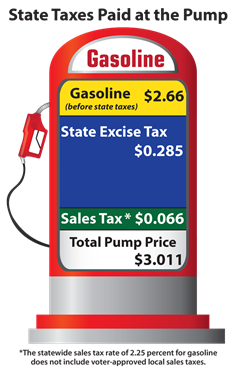 State Taxes Paid at the Pump
Gasoline
Gasoline $2.66
(before state taxes)
State Excise Tax
$0.285
Sales Tax* $0.066
Total Pump Price
$3.011
*The statewide sales tax rate of 2.25 percent for gasoline
does not include voter-approved local sales taxes.